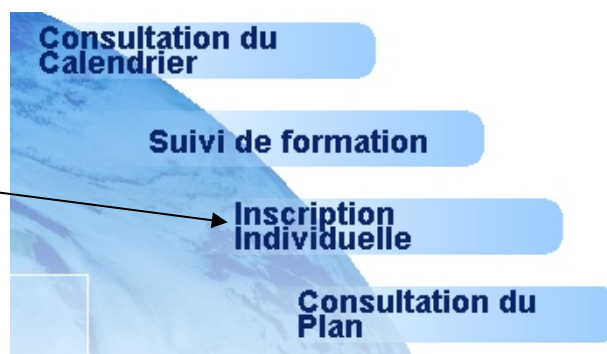 Consultation du
Calendrier
Suivi de formation
Inscription
Individuelle
Consultation du
Plan